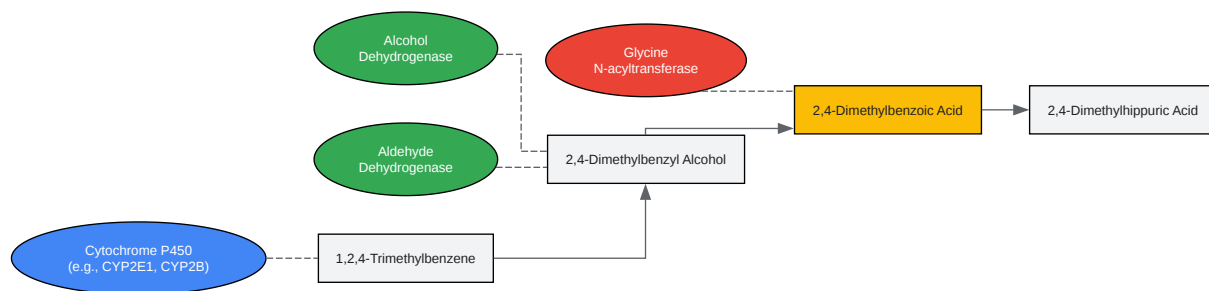 Alcohol
Dehydrogenase
Glycine
N-acyltransferase
2,4-Dimethylbenzoic Acid
2,4-Dimethylhippuric Acid
Aldehyde
Dehydrogenase
2,4-Dimethylbenzyl Alcohol
Cytochrome P450
(e.g., CYP2E1, CYP2B)
1,2,4-Trimethylbenzene